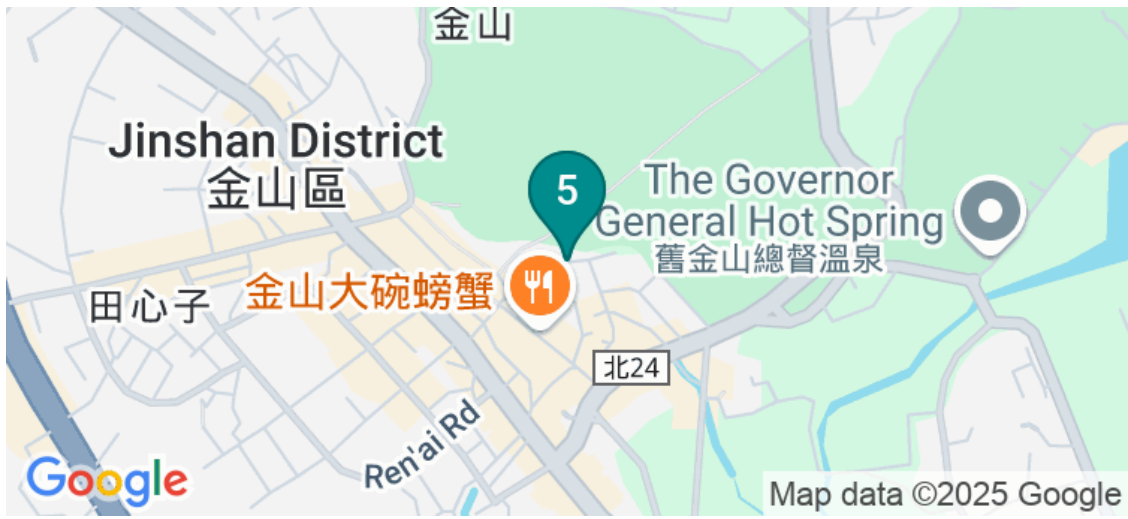 金山
Jinshan District
金山區
5
The Governor
General Hot Spring
舊金山總督溫泉
金山大碗螃蟹
田心子
北24
Ren'ai Rd
Google
Map data ©2025 Google